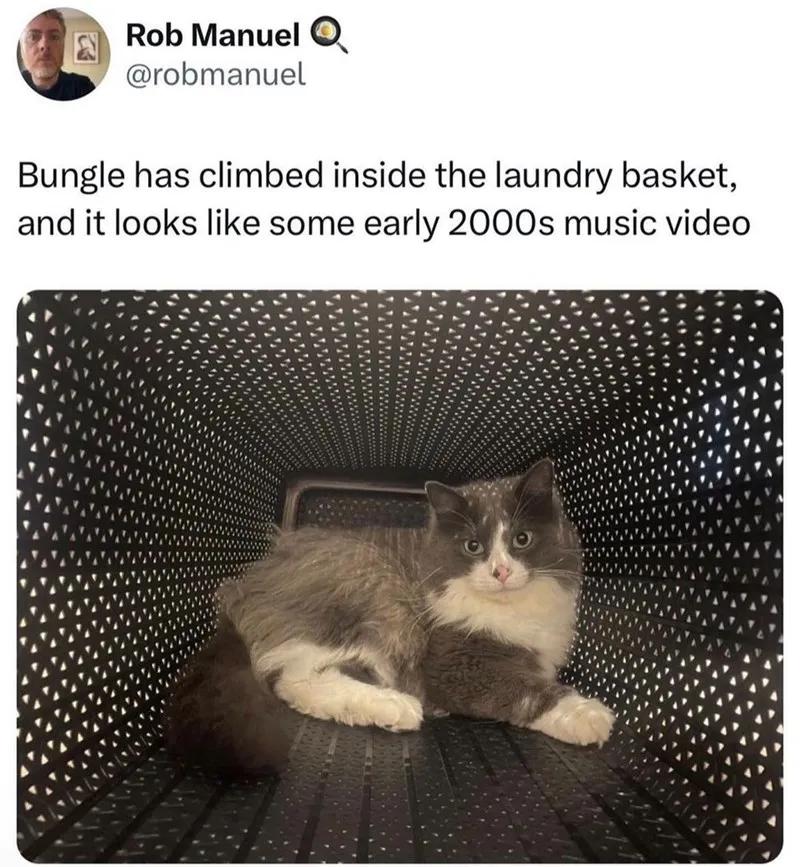 Rob Manuel
@robmanuel
Bungle has climbed inside the laundry basket,
and it looks like some early 2000s music video